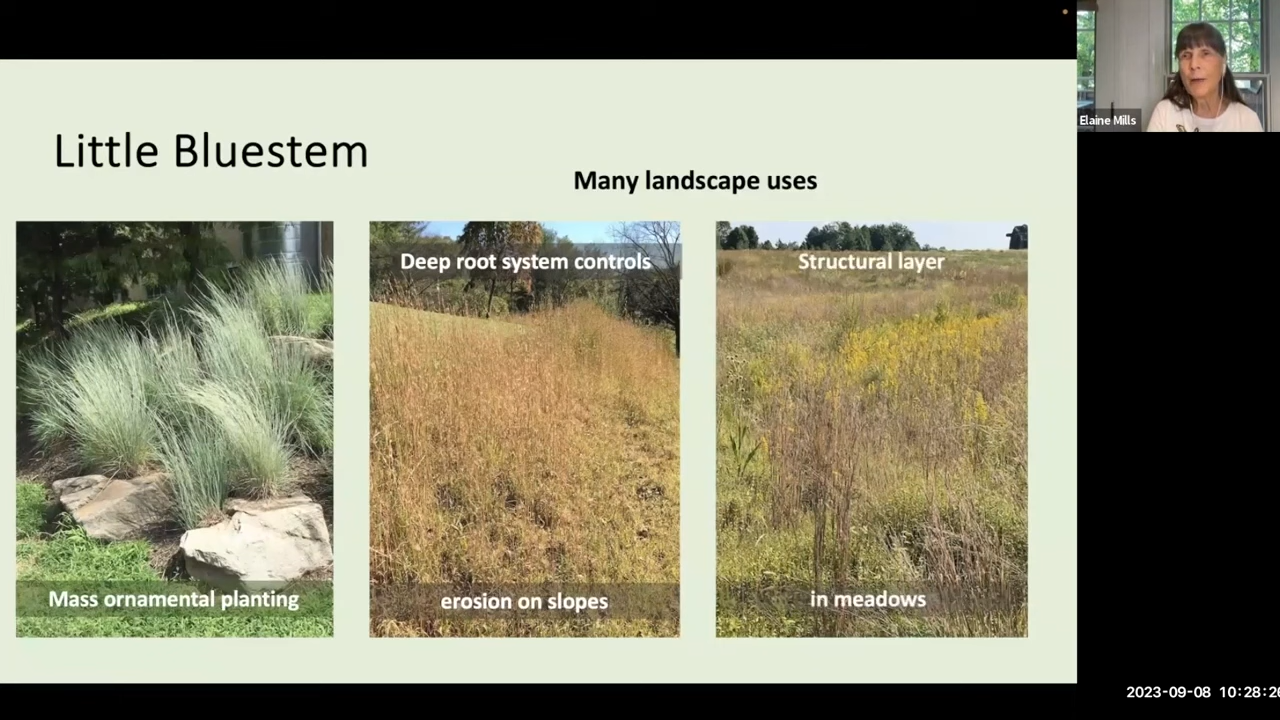 Elaine Mills
Little Bluestem
Many landscape uses
Mass ornamental planting
Deep root system controls
erosion on slopes
Structural layer
in meadows
2023-09-08 10:28:2